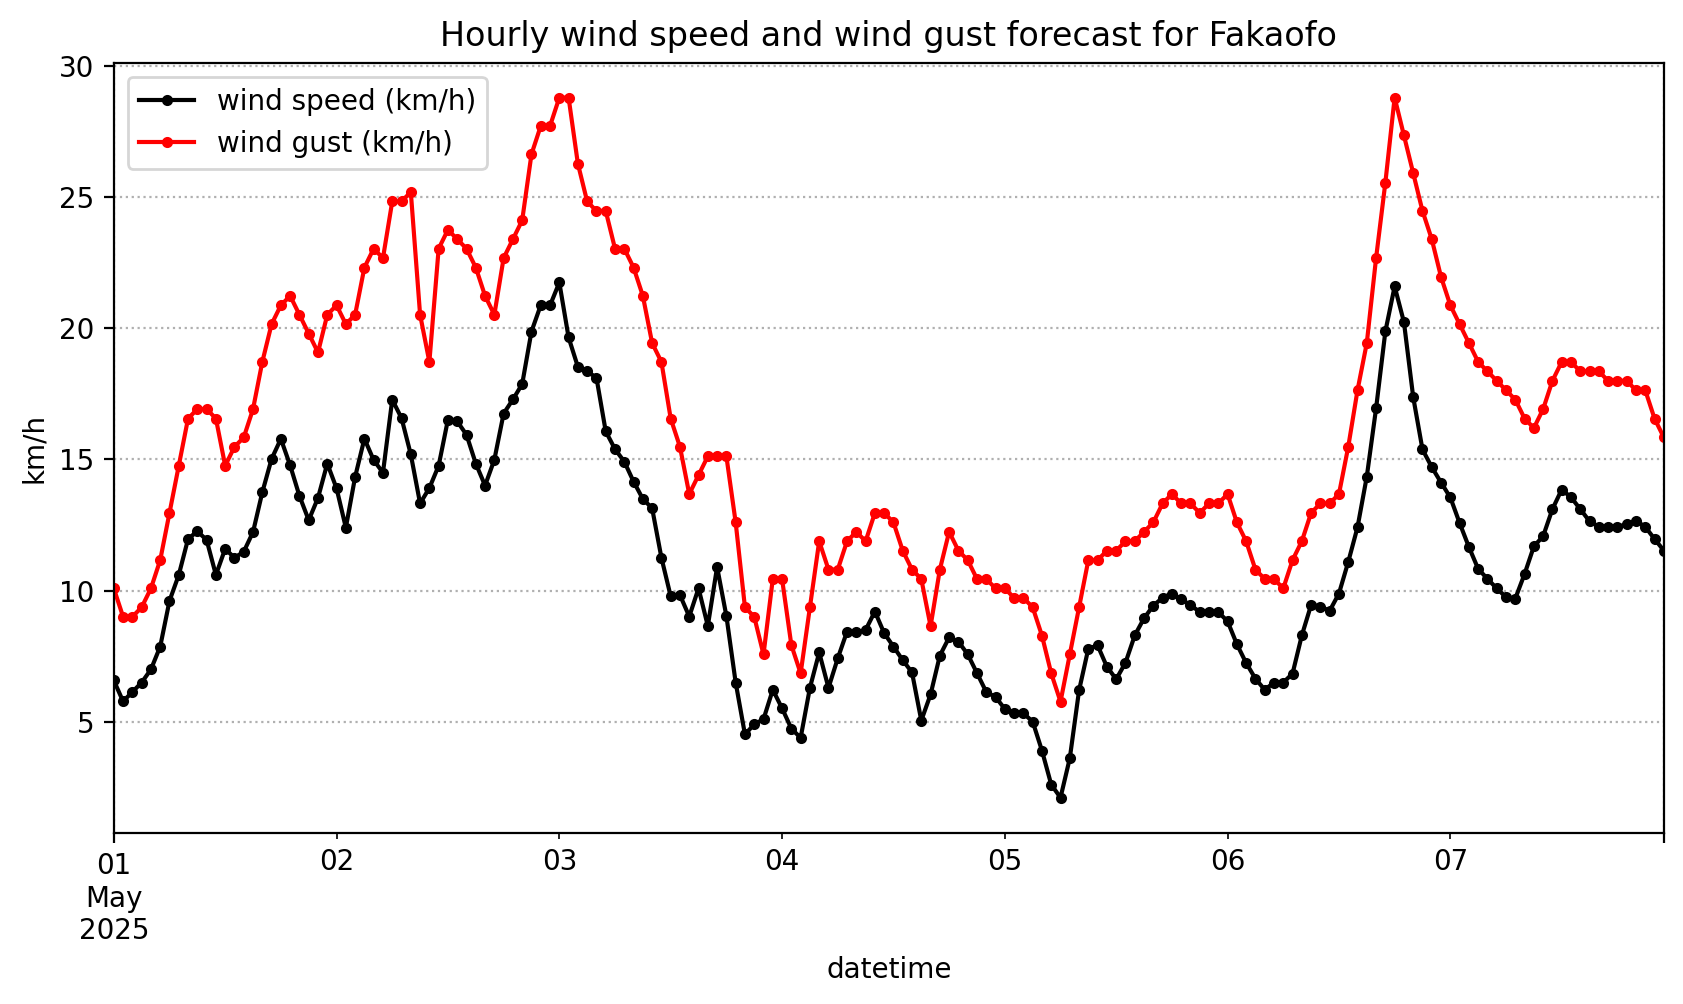 Hourly wind speed and wind gust forecast for Fakaofo
wind speed (km/h)
wind gust (km/h)
30
25
20
15
10
5
km/h
01 02 03 04 05 06 07
May
2025
datetime